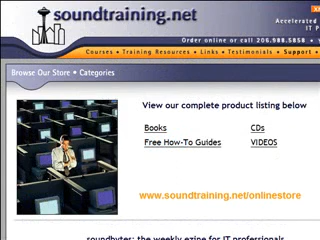 soundtraining.net
Accelerated
IT P
Order online or call 206.988.5858
Courses • Training Resources • Links • Testimonials • Support •
Browse Our Store • Categories
View our complete product listing below
Books
CDs
Free How-To Guides
VIDEOS
www.soundtraining.net/onlinestore
soundbytes: the weekly ezine for IT professionals